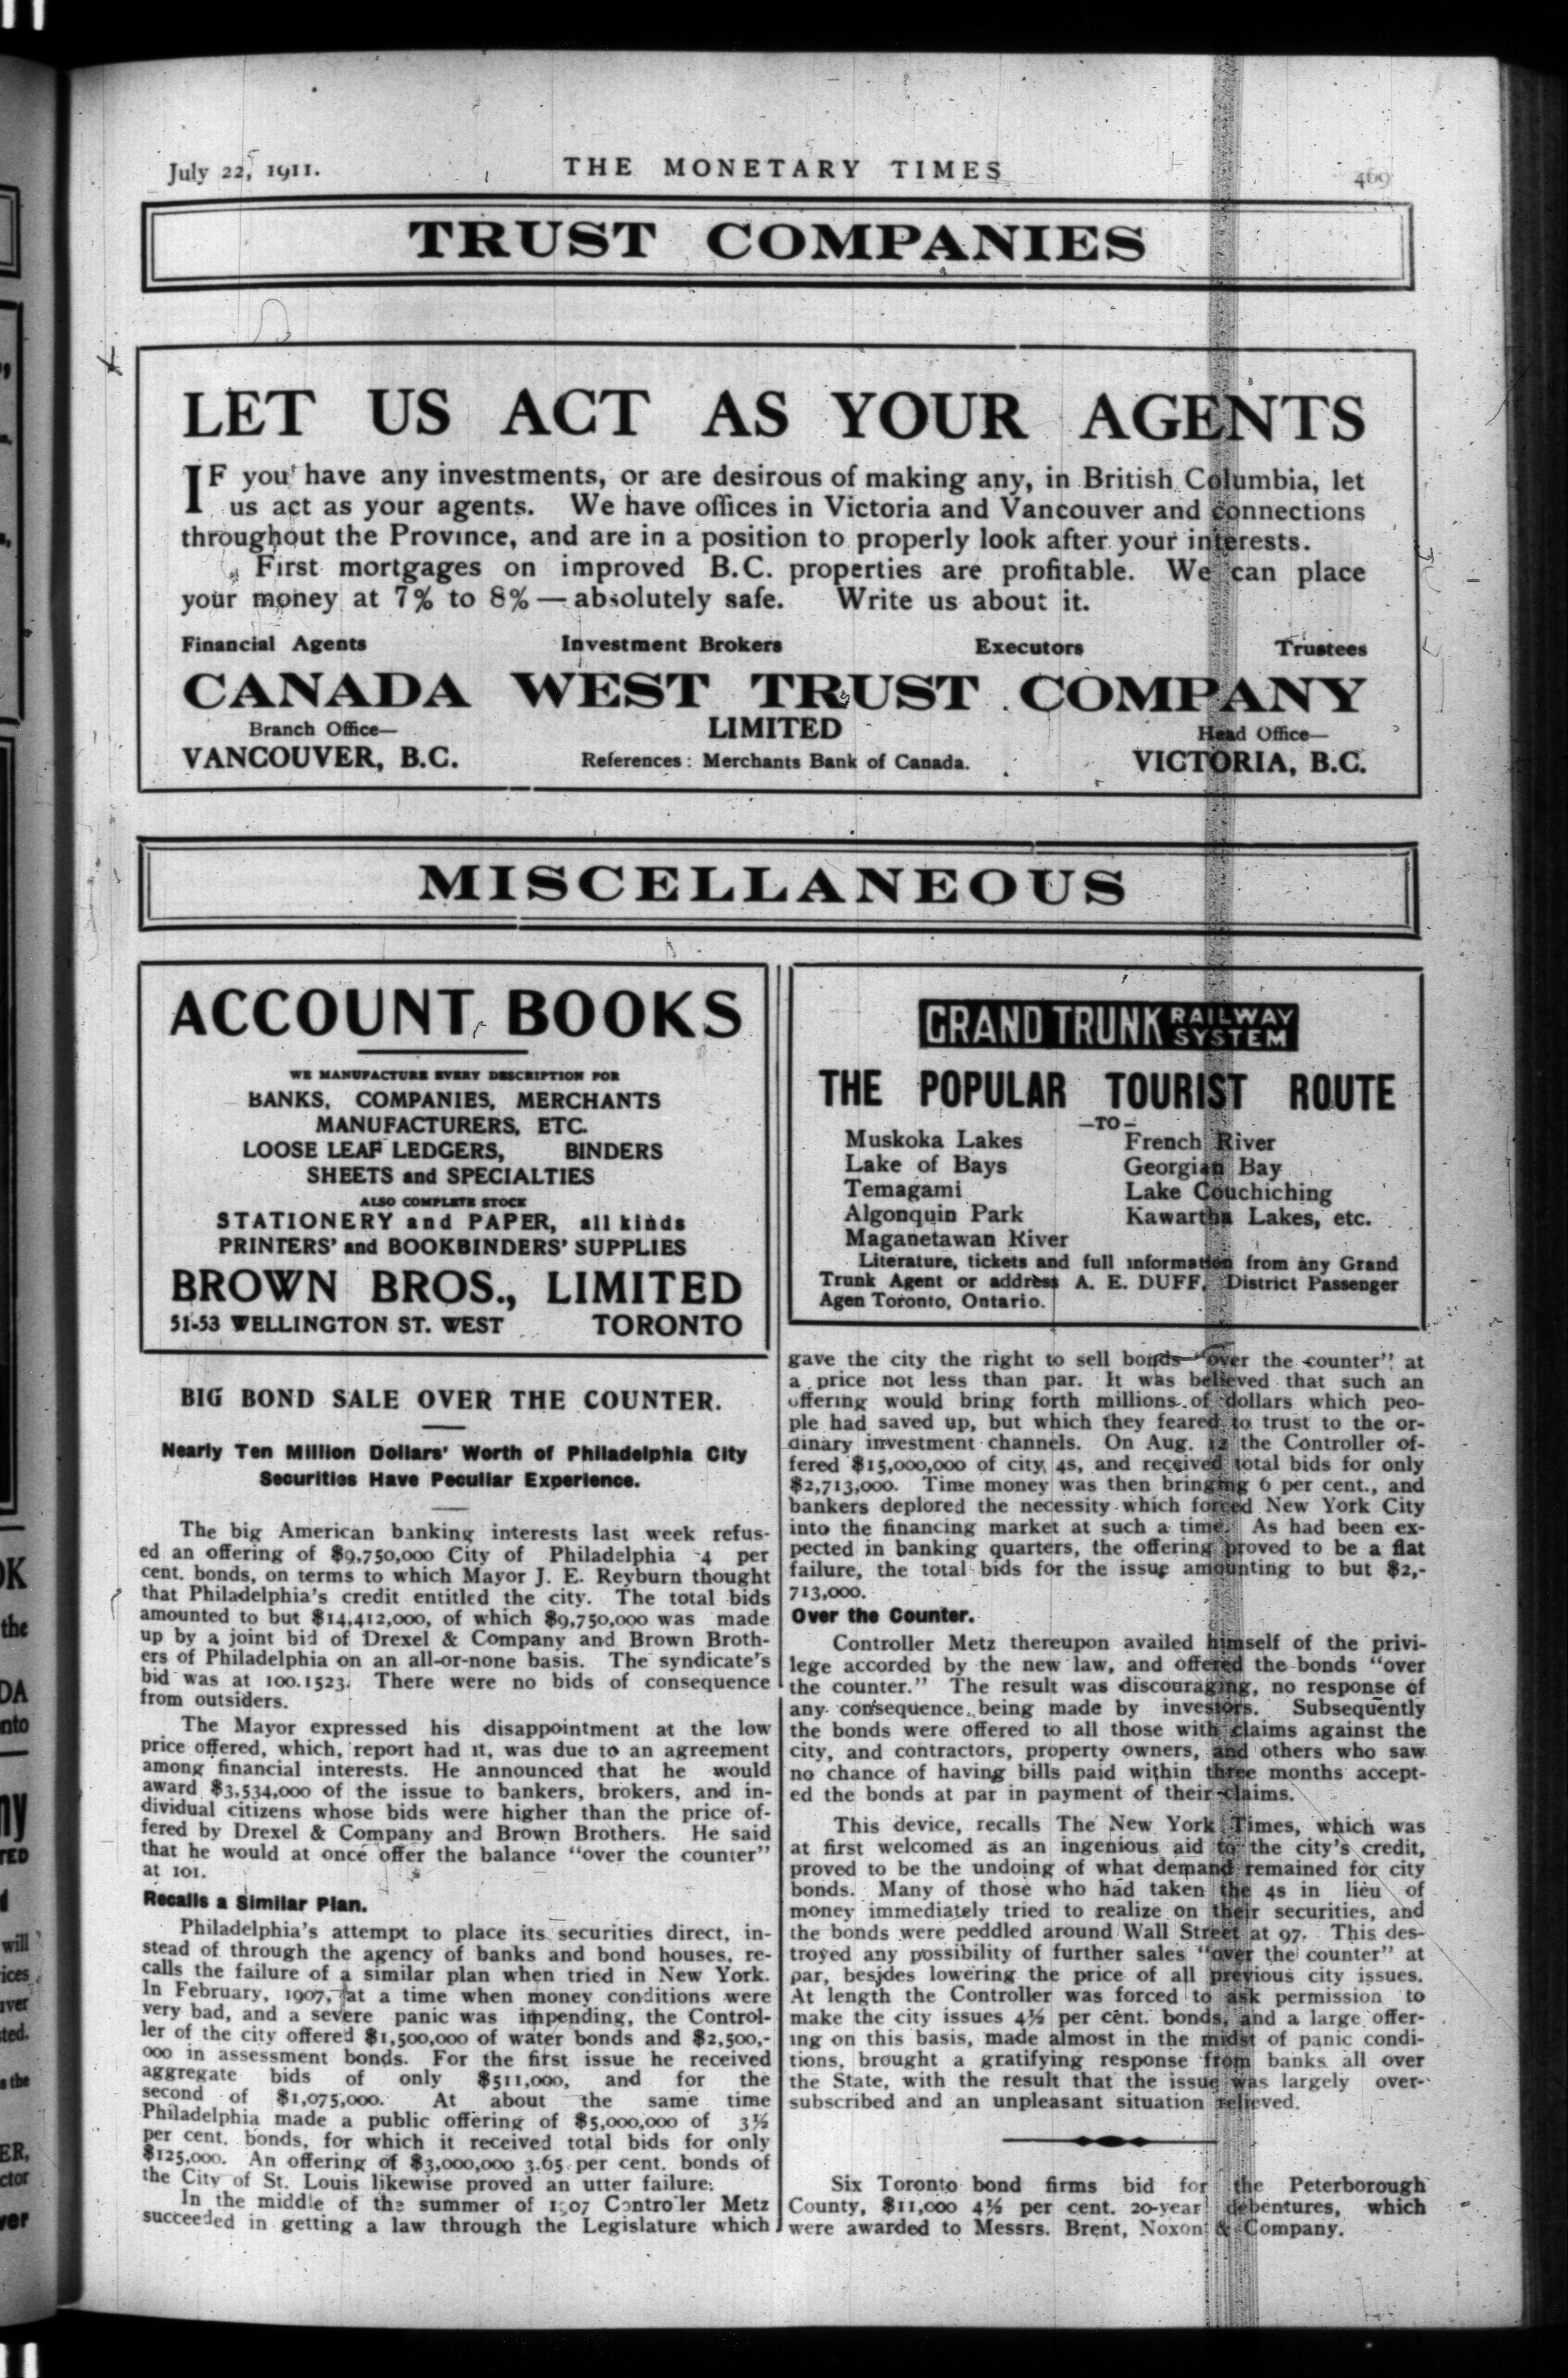 July 22, 1911.
THE MONETARY TIMES
469
TRUST COMPANIES
LET US ACT AS YOUR AGENTS
IF you have any investments, or are desirous of making any, in British Columbia, let
us act as your agents. We have offices in Victoria and Vancouver and connections
throughout the Province, and are in a position to properly look after your interests.
First mortgages on improved B.C. properties are profitable. We can place
your money at 7% to 8% — absolutely safe. Write us about it.
Financial Agents Investment Brokers Executors Trustees
CANADA WEST TRUST COMPANY
LIMITED
Branch Office—
VANCOUVER, B.C.
References: Merchants Bank of Canada.
Head Office—
VICTORIA, B.C.
MISCELLANEOUS
ACCOUNT BOOKS
WE MANUFACTURE EVERY DESCRIPTION FOR
BANKS, COMPANIES, MERCHANTS
MANUFACTURERS, ETC.
LOOSE LEAF LEDGERS, BINDERS
SHEETS and SPECIALTIES
ALSO COMPLETE STOCK
STATIONERY and PAPER, all kinds
PRINTERS' and BOOKBINDERS' SUPPLIES
BROWN BROS., LIMITED
51-53 WELLINGTON ST. WEST TORONTO
GRAND TRUNK RAILWAY SYSTEM
THE POPULAR TOURIST ROUTE
—TO—
Muskoka Lakes
Lake of Bays
Temagami
Algonquin Park
Maganetawan River
French River
Georgian Bay
Lake Couchiching
Kawartha Lakes, etc.
Literature, tickets and full information from any Grand
Trunk Agent or address A. E. DUFF, District Passenger
Agen Toronto, Ontario.
BIG BOND SALE OVER THE COUNTER.
Nearly Ten Million Dollars' Worth of Philadelphia City
Securities Have Peculiar Experience.
The big American banking interests last week refus-
ed an offering of $9,750,000 City of Philadelphia 4 per
cent. bonds, on terms to which Mayor J. E. Reyburn thought
that Philadelphia's credit entitled the city. The total bids
amounted to but $14,412,000, of which $9,750,000 was made
up by a joint bid of Drexel & Company and Brown Broth-
ers of Philadelphia on an all-or-none basis. The syndicate's
bid was at 100.1523. There were no bids of consequence
from outsiders.
The Mayor expressed his disappointment at the low
price offered, which, report had it, was due to an agreement
among financial interests. He announced that he would
award $3,534,000 of the issue to bankers, brokers, and in-
dividual citizens whose bids were higher than the price of-
fered by Drexel & Company and Brown Brothers. He said
that he would at once offer the balance "over the counter"
at 101.
Recalls a Similar Plan.
Philadelphia's attempt to place its securities direct, in-
stead of through the agency of banks and bond houses, re-
calls the failure of a similar plan when tried in New York.
In February, 1907, at a time when money conditions were
very bad, and a severe panic was impending, the Control-
ler of the city offered $1,500,000 of water bonds and $2,500,-
000 in assessment bonds. For the first issue he received
aggregate bids of only $511,000, and for the
second of $1,075,000. At about the same time
Philadelphia made a public offering of $5,000,000 of 3½
per cent. bonds, for which it received total bids for only
$125,000. An offering of $3,000,000 3.65 per cent. bonds of
the City of St. Louis likewise proved an utter failure.
In the middle of the summer of 1907 Controller Metz
succeeded in getting a law through the Legislature which
gave the city the right to sell bonds "over the counter" at
a price not less than par. It was believed that such an
offering would bring forth millions of dollars which peo-
ple had saved up, but which they feared to trust to the or-
dinary investment channels. On Aug. 12 the Controller of-
fered $15,000,000 of city 4s, and received total bids for only
$2,713,000. Time money was then bringing 6 per cent., and
bankers deplored the necessity which forced New York City
into the financing market at such a time. As had been ex-
pected in banking quarters, the offering proved to be a flat
failure, the total bids for the issue amounting to but $2,-
713,000.
Over the Counter.
Controller Metz thereupon availed himself of the privi-
lege accorded by the new law, and offered the bonds "over
the counter." The result was discouraging, no response of
any consequence being made by investors. Subsequently
the bonds were offered to all those with claims against the
city, and contractors, property owners, and others who saw
no chance of having bills paid within three months accept-
ed the bonds at par in payment of their claims.
This device, recalls The New York Times, which was
at first welcomed as an ingenious aid to the city's credit,
proved to be the undoing of what demand remained for city
bonds. Many of those who had taken the 4s in lieu of
money immediately tried to realize on their securities, and
the bonds were peddled around Wall Street at 97. This des-
troyed any possibility of further sales "over the counter" at
par, besides lowering the price of all previous city issues.
At length the Controller was forced to ask permission to
make the city issues 4½ per cent. bonds, and a large offer-
ing on this basis, made almost in the midst of panic condi-
tions, brought a gratifying response from banks all over
the State, with the result that the issue was largely over-
subscribed and an unpleasant situation relieved.
Six Toronto bond firms bid for the Peterborough
County, $11,000 4½ per cent. 20-year debentures, which
were awarded to Messrs. Brent, Noxon & Company.